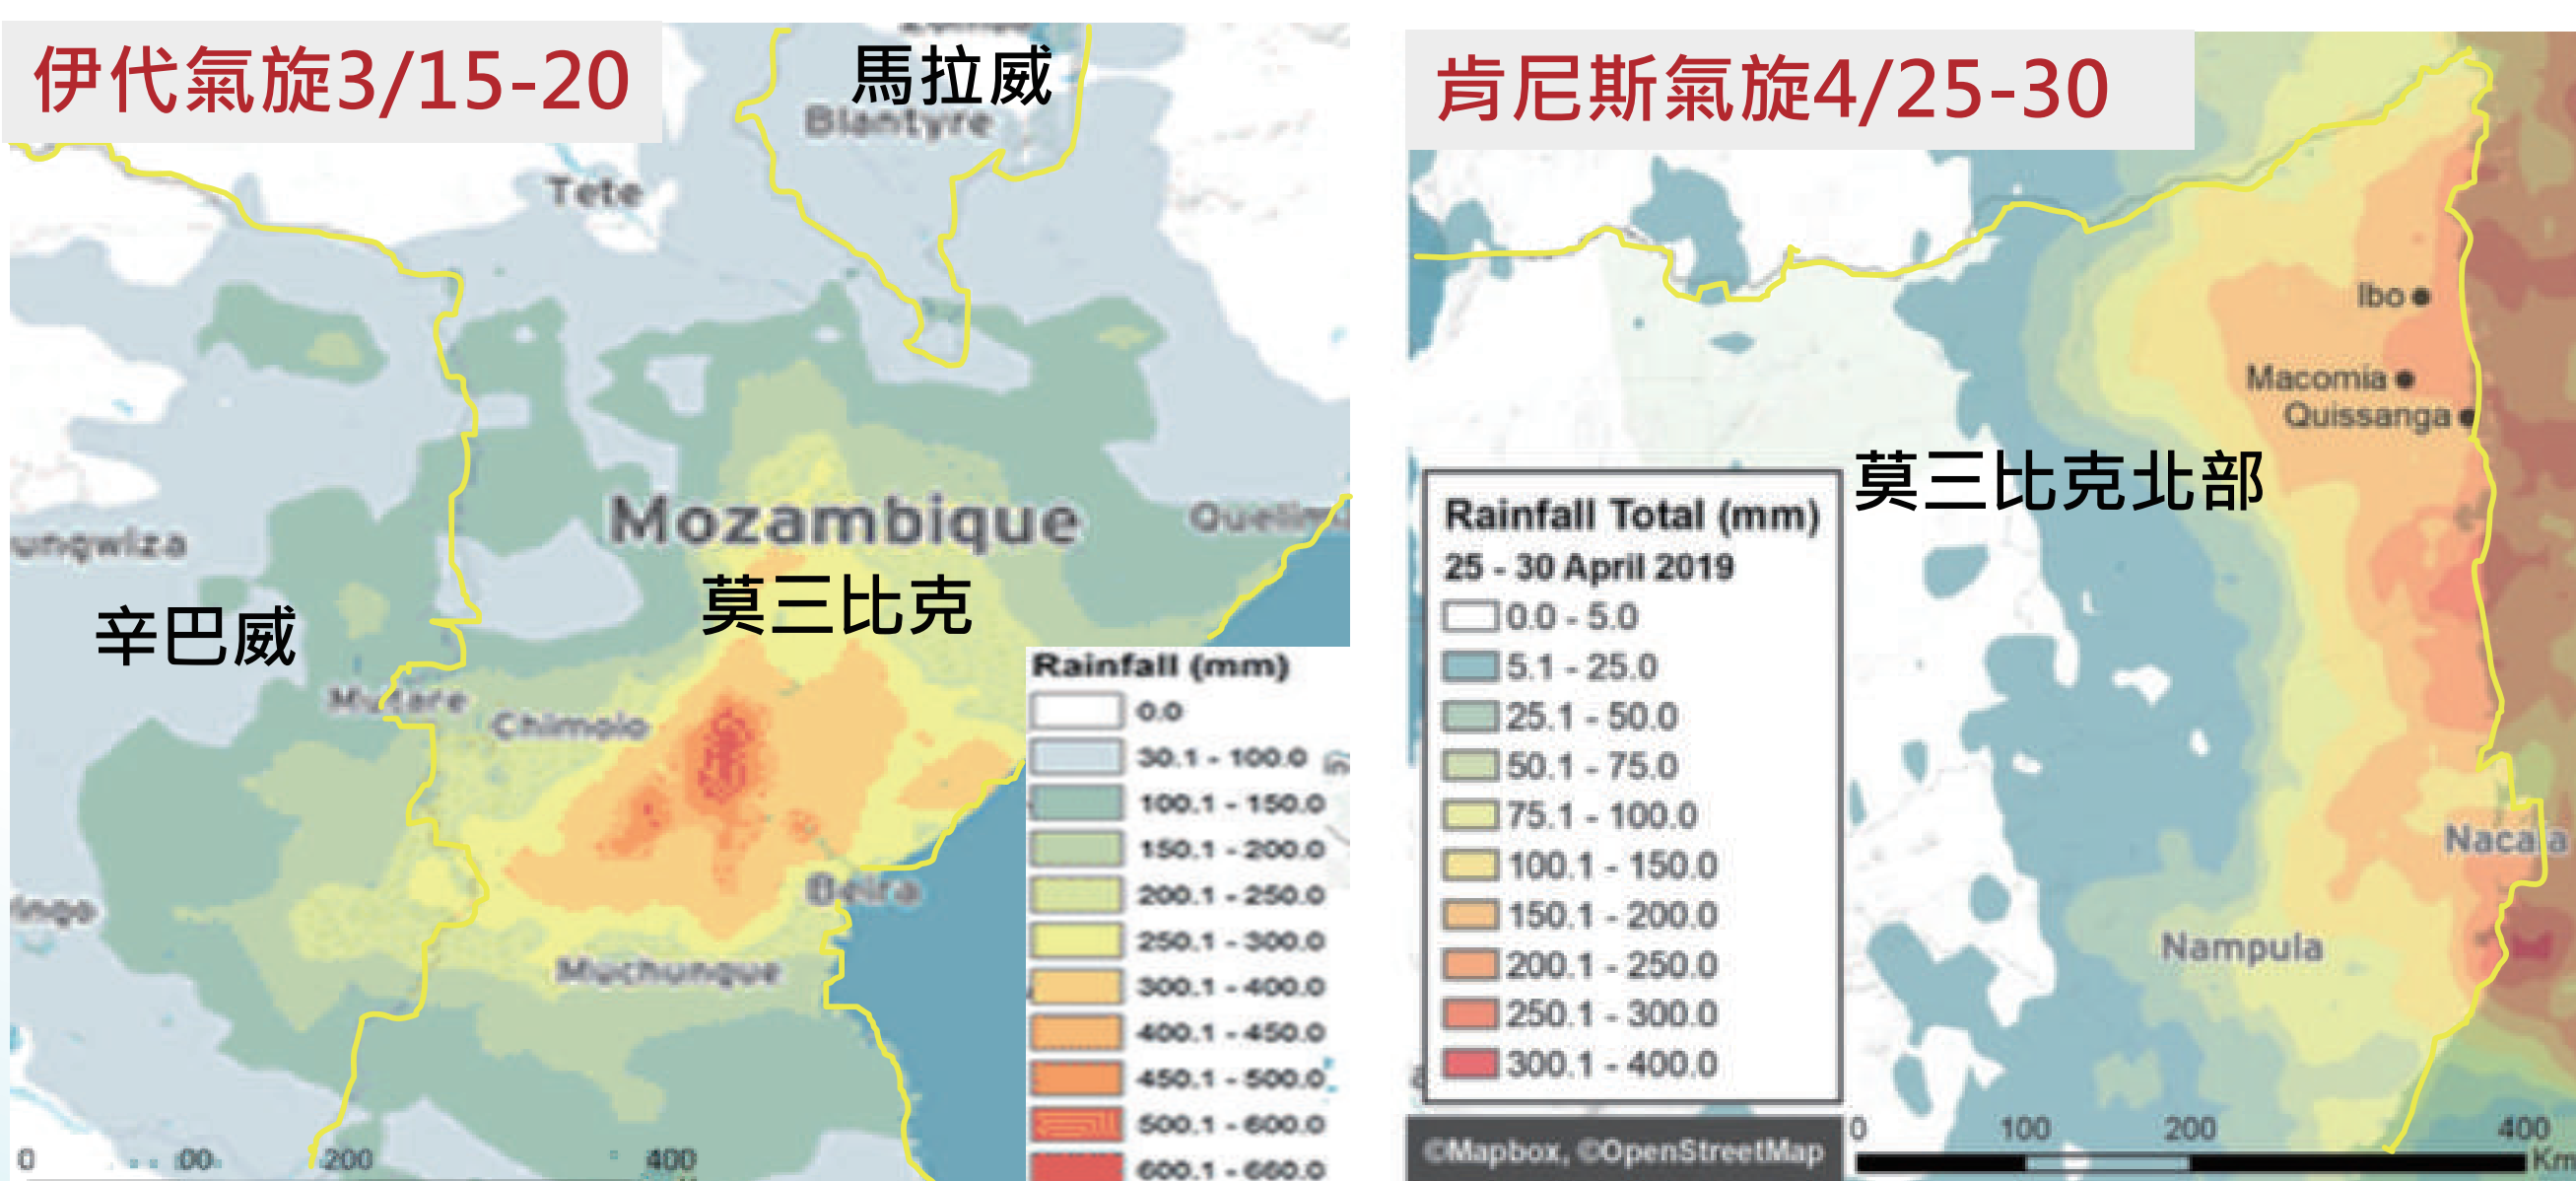 伊代氣旋3/15-20
馬拉威
Blantyre
Tete
Mozambique
莫三比克
辛巴威
Mutare
Chimoio
Beira
Muchungue
Rainfall (mm)
0.0
30.1 - 100.0
100.1 - 150.0
150.1 - 200.0
200.1 - 250.0
250.1 - 300.0
300.1 - 400.0
400.1 - 450.0
450.1 - 500.0
500.1 - 600.0
600.1 - 660.0
0
00
200
400
肯尼斯氣旋4/25-30
Ibo
Macomia
Quissanga
莫三比克北部
Rainfall Total (mm)
25 - 30 April 2019
0.0 - 5.0
5.1 - 25.0
25.1 - 50.0
50.1 - 75.0
75.1 - 100.0
100.1 - 150.0
150.1 - 200.0
200.1 - 250.0
250.1 - 300.0
300.1 - 400.0
Nacala
Nampula
©Mapbox, ©OpenStreetMap
0 100 200 400
Km